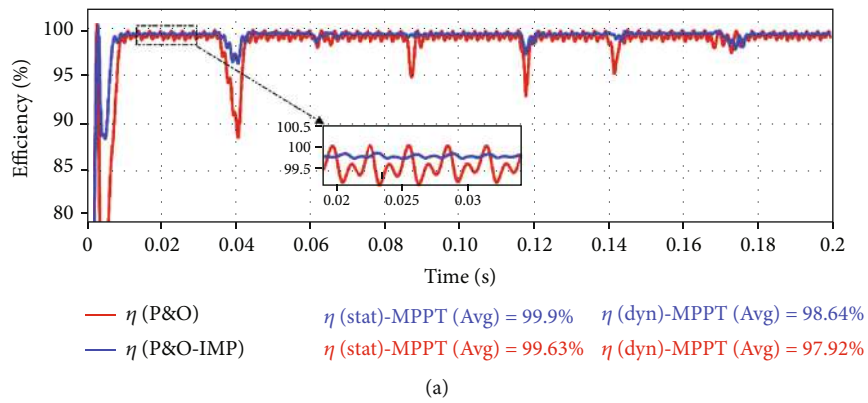 100
95
90
85
80
Efficiency (%)
100.5
100
99.5
0.02
0.025
0.03
0
0.02
0.04
0.06
0.08
0.10
0.12
0.14
0.16
0.18
0.2
Time (s)
η (P&O)
η (stat)-MPPT (Avg) = 99.9%
η (dyn)-MPPT (Avg) = 98.64%
η (P&O-IMP)
η (stat)-MPPT (Avg) = 99.63%
η (dyn)-MPPT (Avg) = 97.92%
(a)